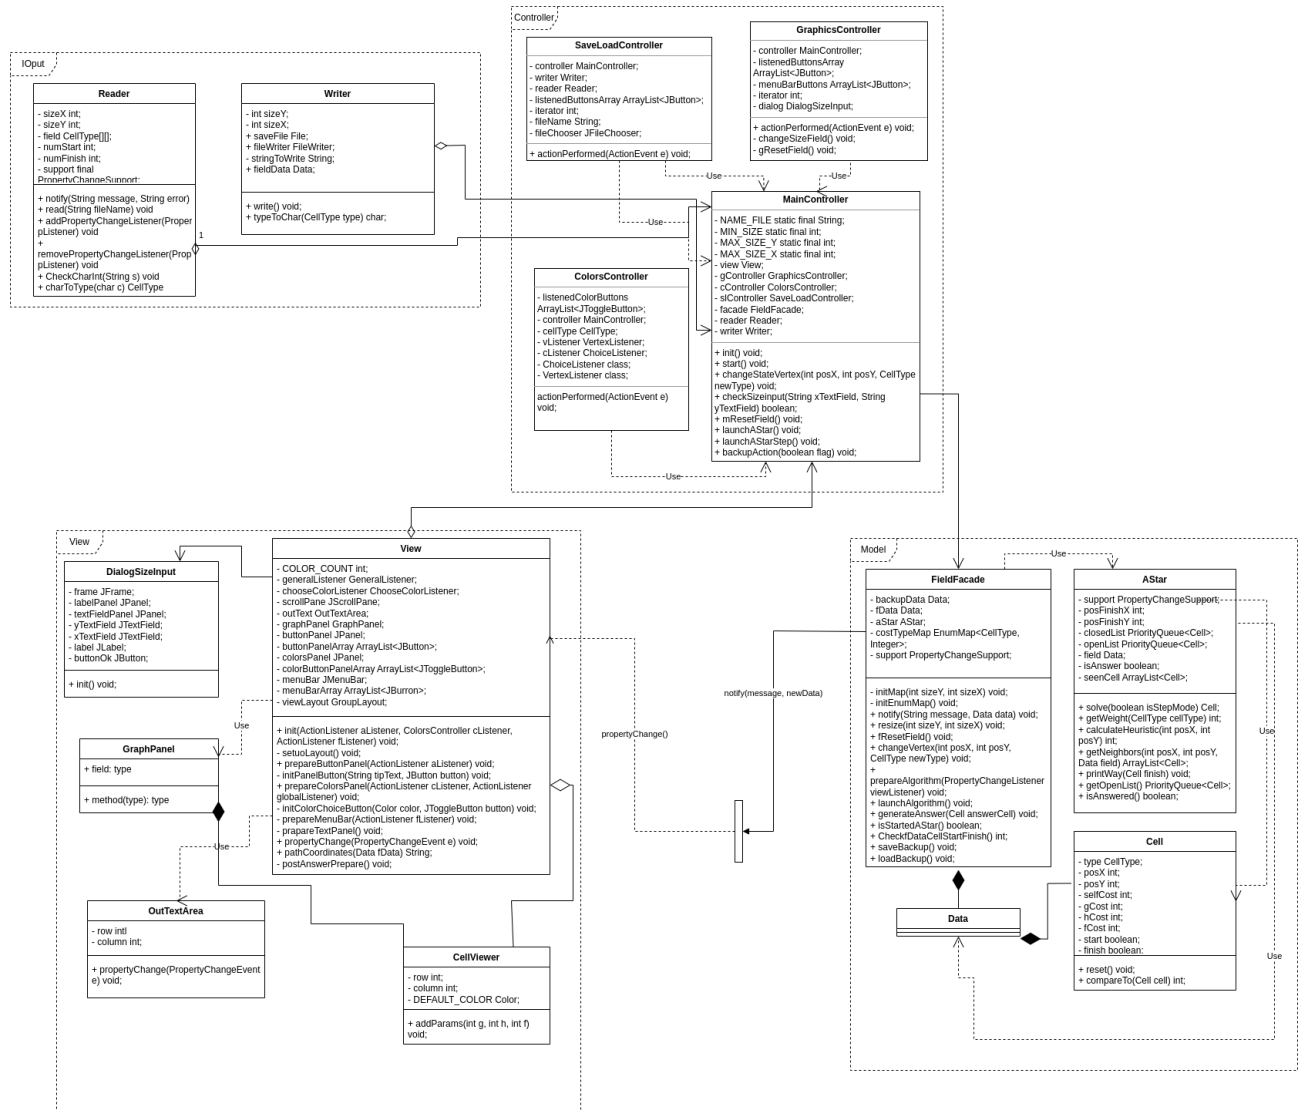 Controller
SaveLoadController
- controller MainController;
- writer Writer;
- reader Reader;
- listenedButtonsArray ArrayList<JButton>;
- iterator int;
- fileName String;
- fileChooser JFileChooser;
+ actionPerformed(ActionEvent e) void;
GraphicsController
- controller MainController;
- listenedButtonsArray
ArrayList<JButton>;
- menuBarButtons ArrayList<JButton>;
- iterator int;
- dialog DialogSizeInput;
+ actionPerformed(ActionEvent e) void;
- changeSizeField() void;
- gResetField() void;
IOput
Reader
- sizeX int;
- sizeY int;
- field CellType[][];
- numStart int;
- numFinish int;
- support final
PropertyChangeSupport;
+ notify(String message, String error)
+ read(String fileName) void
+ addPropertyChangeListener(Proper
pListener) void
+
removePropertyChangeListener(Prop
pListener) void
+ CheckCharInt(String s) void
+ charToType(char c) CellType
1
Writer
- int sizeY;
- int sizeX;
+ saveFile File;
+ fileWriter FileWriter;
- stringToWrite String;
+ fieldData Data;
+ write() void;
+ typeToChar(CellType type) char;
Use
Use
Use
MainController
- NAME_FILE static final String;
- MIN_SIZE static final int;
- MAX_SIZE_Y static final int;
- MAX_SIZE_X static final int;
- view View;
- gController GraphicsController;
- cController ColorsController;
- slController SaveLoadController;
- facade FieldFacade;
- reader Reader;
- writer Writer;
+ init() void;
+ start() void;
+ changeStateVertex(int posX, int posY, CellType
newType) void;
+ checkSizeinput(String xTextField, String
yTextField) boolean;
+ mResetField() void;
+ launchAStar() void;
+ launchAStarStep() void;
+ backupAction(boolean flag) void;
ColorsController
- listenedColorButtons
ArrayList<JToggleButton>;
- controller MainController;
- cellType CellType;
- vListener VertexListener;
- cListener ChoiceListener;
- ChoiceListener class;
- VertexListener class;
actionPerformed(ActionEvent e)
void;
Use
View
DialogSizeInput
- frame JFrame;
- labelPanel JPanel;
- textFieldPanel JPanel;
- yTextField JTextField;
- xTextField JTextField;
- label JLabel;
- buttonOk JButton;
+ init() void;
View
- COLOR_COUNT int;
- generalListener GeneralListener;
- chooseColorListener ChooseColorListener;
- scrollPane JScrollPane;
- outText OutTextArea;
- graphPanel GraphPanel;
- buttonPanel JPanel;
- buttonPanelArray ArrayList<JButton>;
- colorsPanel JPanel;
- colorButtonPanelArray ArrayList<JToggleButton>;
- menuBar JMenuBar;
- menuBarArray ArrayList<JBurron>;
- viewLayout GroupLayout;
+ init(ActionListener aListener, ColorsController cListener,
ActionListener fListener) void;
- setuoLayout() void;
+ prepareButtonPanel(ActionListener aListener) void;
- initPanelButton(String tipText, JButton button) void;
+ prepareColorsPanel(ActionListener cListener, ActionListener
globalListener) void;
- initColorChoiceButton(Color color, JToggleButton button) void;
- prepareMenuBar(ActionListener fListener) void;
- prapareTextPanel() void;
+ propertyChange(PropertyChangeEvent e) void;
- pathCoordinates(Data fData) String;
- postAnswerPrepare() void;
Use
GraphPanel
+ field: type
+ method(type): type
Use
OutTextArea
- row intl
- column int;
+ propertyChange(PropertyChangeEvent
e) void;
CellViewer
- row int;
- column int;
- DEFAULT_COLOR Color;
+ addParams(int g, int h, int f)
void;
propertyChange()
notify(message, newData)
Model
FieldFacade
- backupData Data;
- fData Data;
- aStar AStar;
- costTypeMap EnumMap<CellType,
Integer>;
- support PropertyChangeSupport;
- initMap(int sizeY, int sizeX) void;
- initEnumMap() void;
+ notify(String message, Data data) void;
+ resize(int sizeY, int sizeX) void;
+ fResetField() void;
+ changeVertex(int posX, int posY,
CellType newType) void;
+
prepareAlgorithm(PropertyChangeListener
viewListener) void;
+ launchAlgorithm() void;
+ generateAnswer(Cell answerCell) void;
+ isStartedAStar() boolean;
+ CheckfDataCellStartFinish() int;
+ saveBackup() void;
+ loadBackup() void;
Use
AStar
- support PropertyChangeSupport;
- posFinishX int;
- posFinishY int;
- closedList PriorityQueue<Cell>;
- openList PriorityQueue<Cell>;
- field Data;
- isAnswer boolean;
- seenCell ArrayList<Cell>;
+ solve(boolean isStepMode) Cell;
+ getWeight(CellType cellType) int;
+ calculateHeuristic(int posX, int
posY) int;
+ getNeighbors(int posX, int posY,
Data field) ArrayList<Cell>;
+ printWay(Cell finish) void;
+ getOpenList() PriorityQueue<Cell>;
+ isAnswered() boolean;
Use
Cell
- type CellType;
- posX int;
- posY int;
- selfCost int;
- gCost int;
- hCost int;
- fCost int;
- start boolean;
- finish boolean;
+ reset() void;
+ compareTo(Cell cell) int;
Data
Use